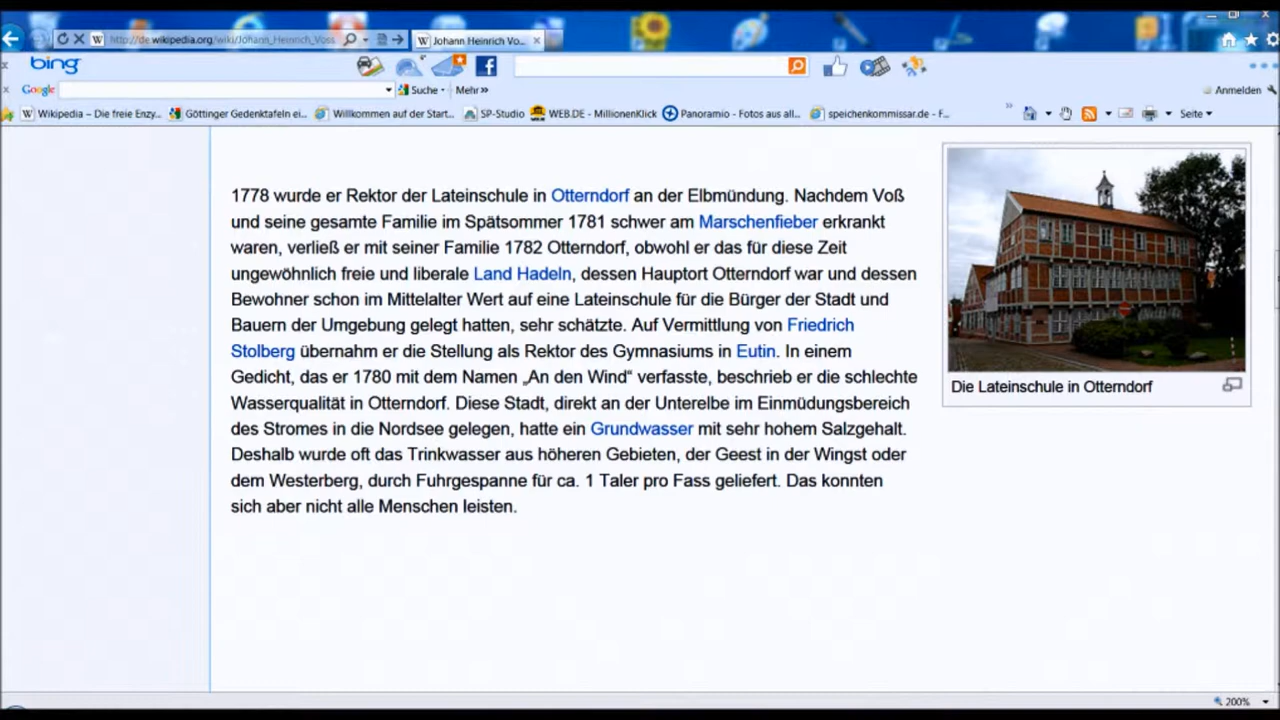 http://de.wikipedia.org/wiki/Johann_Heinrich_Voss
Johann Heinrich Vo...
bing
Google
Suche
Mehr
Anmelden
Wikipedia – Die freie Enzy...
Göttinger Gedenktafeln ei...
Willkommen auf der Start...
SP-Studio
WEB.DE - MillionenKlick
Panoramio - Fotos aus all...
speichenkommissar.de - F...
Seite
1778 wurde er Rektor der Lateinschule in Otterndorf an der Elbmündung. Nachdem Voß
und seine gesamte Familie im Spätsommer 1781 schwer am Marschenfieber erkrankt
waren, verließ er mit seiner Familie 1782 Otterndorf, obwohl er das für diese Zeit
ungewöhnlich freie und liberale Land Hadeln, dessen Hauptort Otterndorf war und dessen
Bewohner schon im Mittelalter Wert auf eine Lateinschule für die Bürger der Stadt und
Bauern der Umgebung gelegt hatten, sehr schätzte. Auf Vermittlung von Friedrich
Stolberg übernahm er die Stellung als Rektor des Gymnasiums in Eutin. In einem
Gedicht, das er 1780 mit dem Namen „An den Wind“ verfasste, beschrieb er die schlechte
Wasserqualität in Otterndorf. Diese Stadt, direkt an der Unterelbe im Einmüdungsbereich
des Stromes in die Nordsee gelegen, hatte ein Grundwasser mit sehr hohem Salzgehalt.
Deshalb wurde oft das Trinkwasser aus höheren Gebieten, der Geest in der Wingst oder
dem Westerberg, durch Fuhrgespanne für ca. 1 Taler pro Fass geliefert. Das konnten
sich aber nicht alle Menschen leisten.
Die Lateinschule in Otterndorf
200%